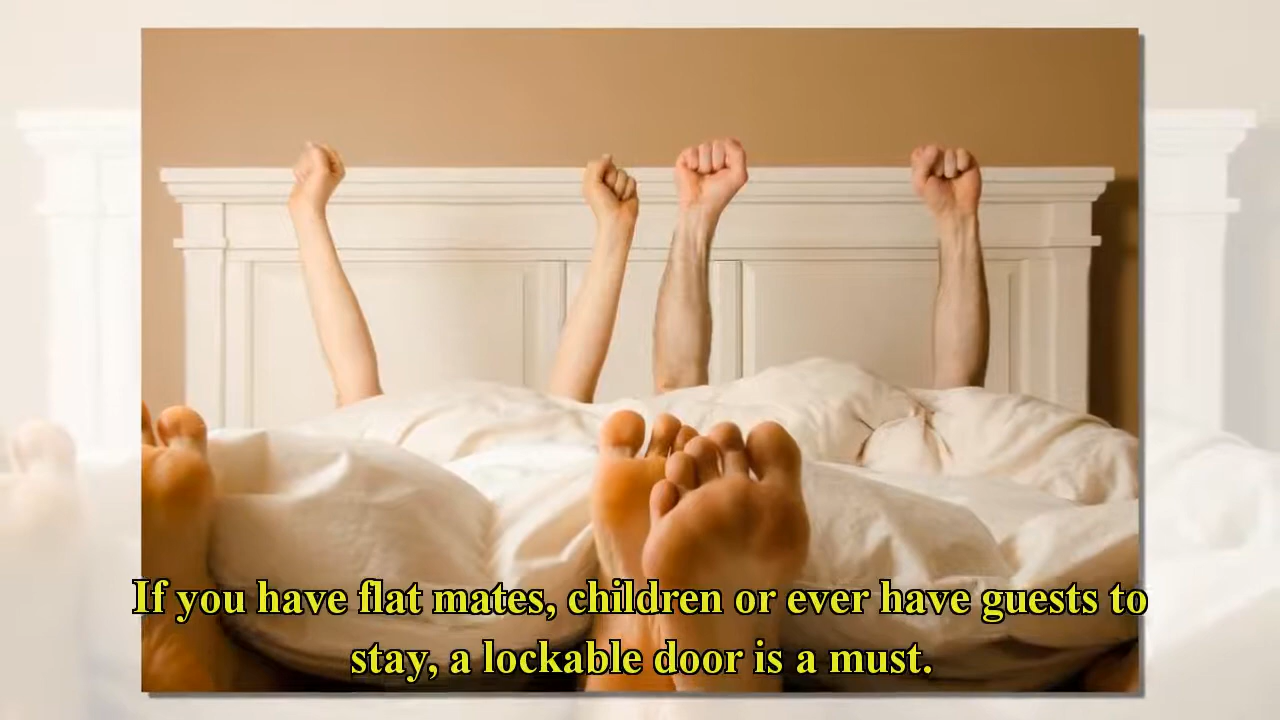 If you have flat mates, children or ever have guests to
stay, a lockable door is a must.